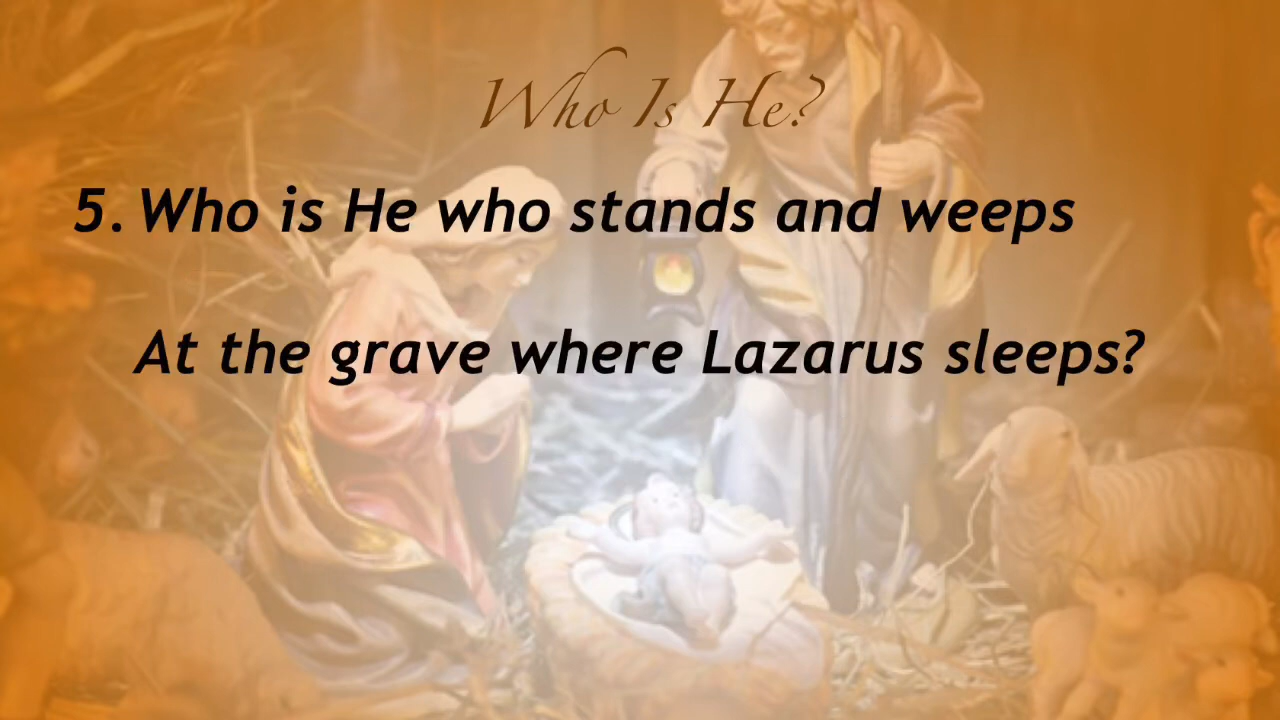 Who Is He?
5. Who is He who stands and weeps
At the grave where Lazarus sleeps?